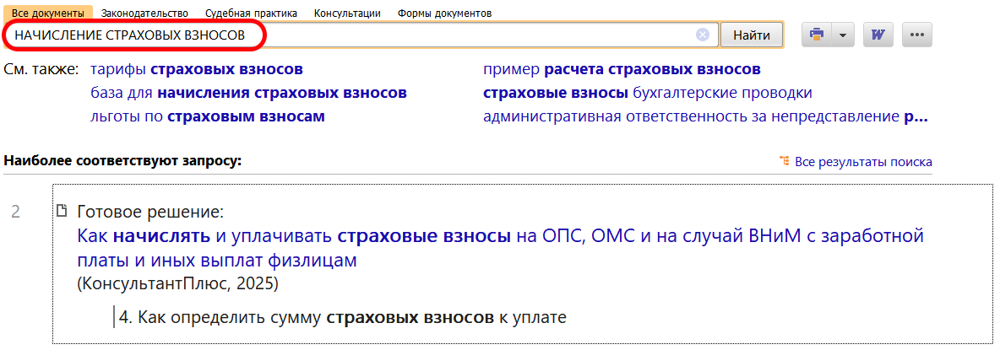 Все документы Законодательство Судебная практика Консультации Формы документов
НАЧИСЛЕНИЕ СТРАХОВЫХ ВЗНОСОВ Найти W
См. также: тарифы страховых взносов пример расчета страховых взносов
база для начисления страховых взносов страховые взносы бухгалтерские проводки
льготы по страховым взносам административная ответственность за непредставление р...
Наиболее соответствуют запросу: Все результаты поиска
2 Готовое решение:
Как начислять и уплачивать страховые взносы на ОПС, ОМС и на случай ВНиМ с заработной
платы и иных выплат физлицам
(КонсультантПлюс, 2025)
4. Как определить сумму страховых взносов к уплате